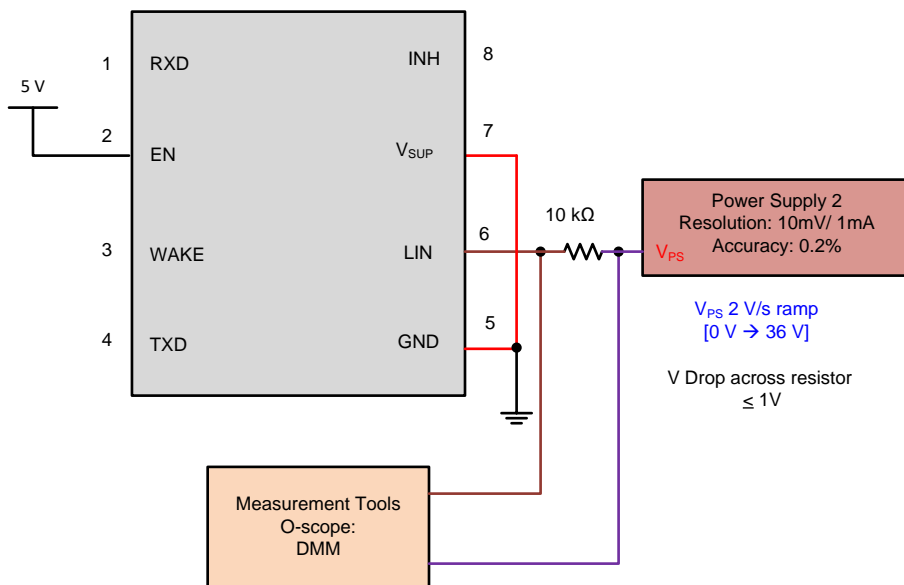 1
RXD
INH
8
5 V
2
EN
VSUP
7
10 kΩ
6
3
WAKE
LIN
4
TXD
GND
5
Power Supply 2
Resolution: 10mV/ 1mA
Accuracy: 0.2%
VPS
VPS 2 V/s ramp
[0 V → 36 V]
V Drop across resistor
≤ 1V
Measurement Tools
O-scope:
DMM